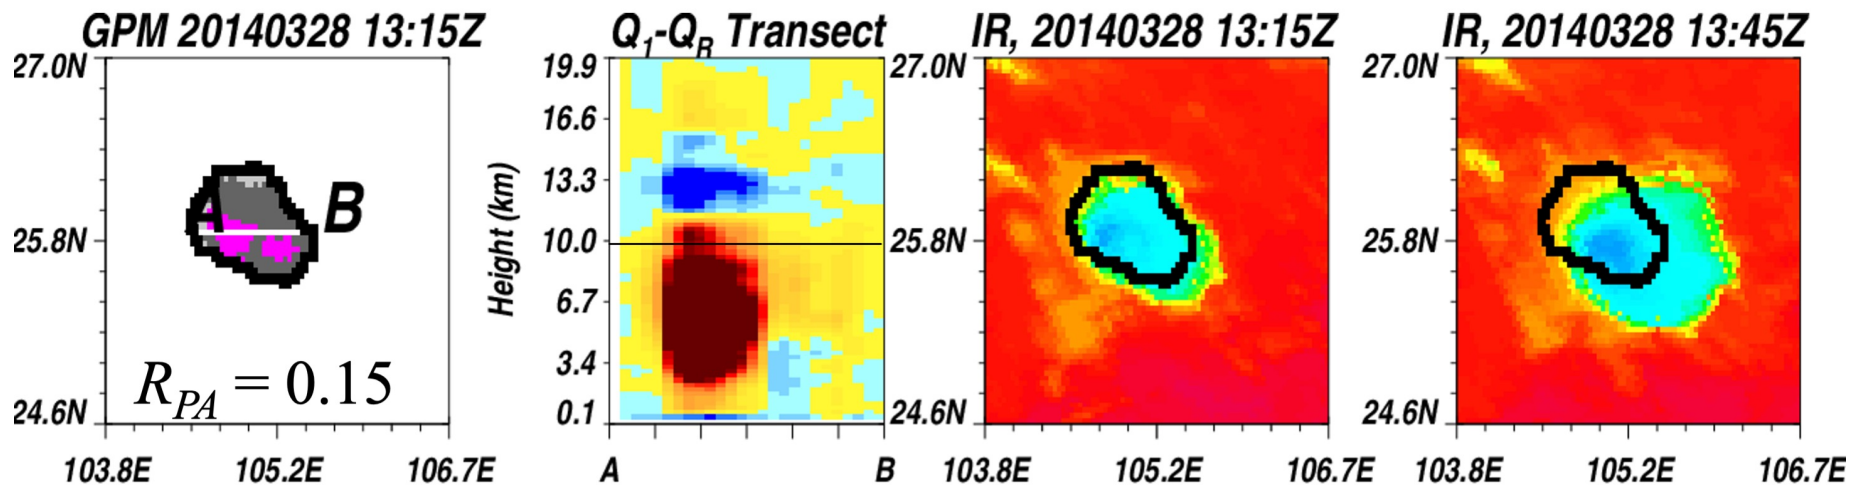 GPM 20140328 13:15Z
27.0N
25.8N
24.6N
A
B
R_PA = 0.15
103.8E 105.2E 106.7E
Q1-QR Transect
Height (km)
19.9
16.6
13.3
10.0
6.7
3.4
0.1
A B
IR, 20140328 13:15Z
27.0N
25.8N
24.6N
103.8E 105.2E 106.7E
IR, 20140328 13:45Z
27.0N
25.8N
24.6N
103.8E 105.2E 106.7E